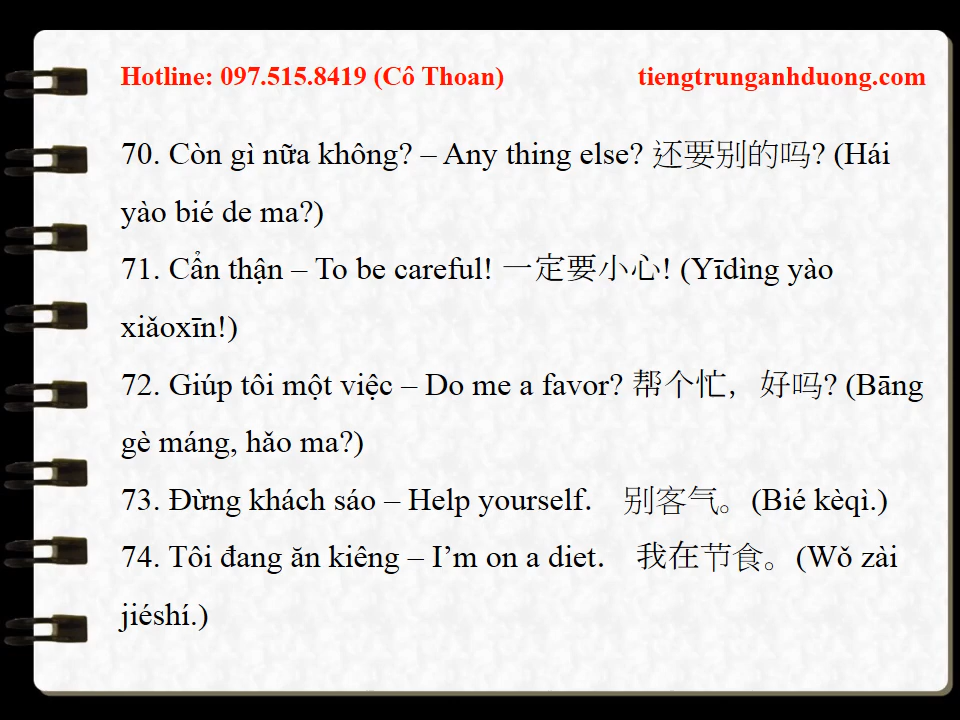 Hotline: 097.515.8419 (Cô Thoan) tiengtrunganhduong.com
70. Còn gì nữa không? – Any thing else? 还要别的吗? (Hái
yào bié de ma?)
71. Cẩn thận – To be careful! 一定要小心! (Yīdìng yào
xiǎoxīn!)
72. Giúp tôi một việc – Do me a favor? 帮个忙，好吗? (Bāng
gè máng, hǎo ma?)
73. Đừng khách sáo – Help yourself. 别客气。(Bié kèqì.)
74. Tôi đang ăn kiêng – I’m on a diet. 我在节食。(Wǒ zài
jiéshí.)